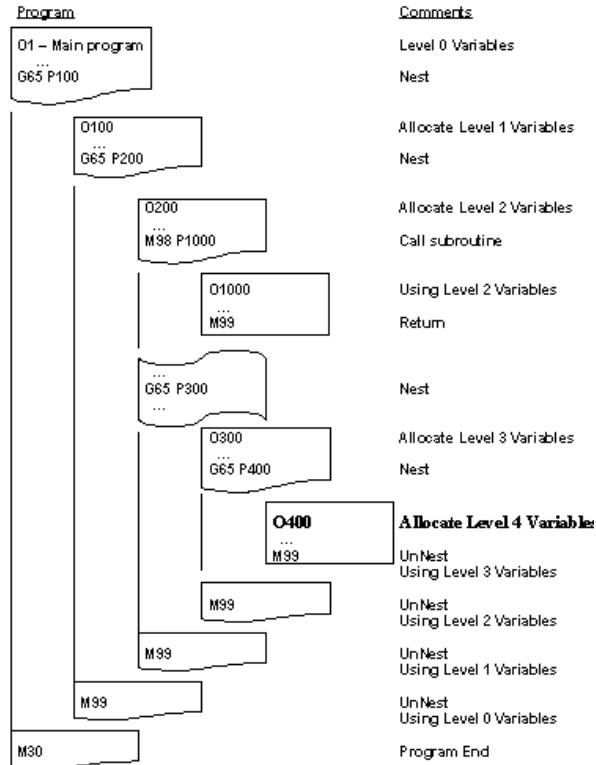 Program Comments
O1 – Main program Level 0 Variables
...
G65 P100 Nest
O100 Allocate Level 1 Variables
...
G65 P200 Nest
O200 Allocate Level 2 Variables
...
M98 P1000 Call subroutine
O1000 Using Level 2 Variables
...
M99 Return
...
G65 P300 Nest
...
O300 Allocate Level 3 Variables
...
G65 P400 Nest
O400 Allocate Level 4 Variables
...
M99 UnNest
Using Level 3 Variables
M99 UnNest
Using Level 2 Variables
M99 UnNest
Using Level 1 Variables
M99 UnNest
Using Level 0 Variables
M30 Program End